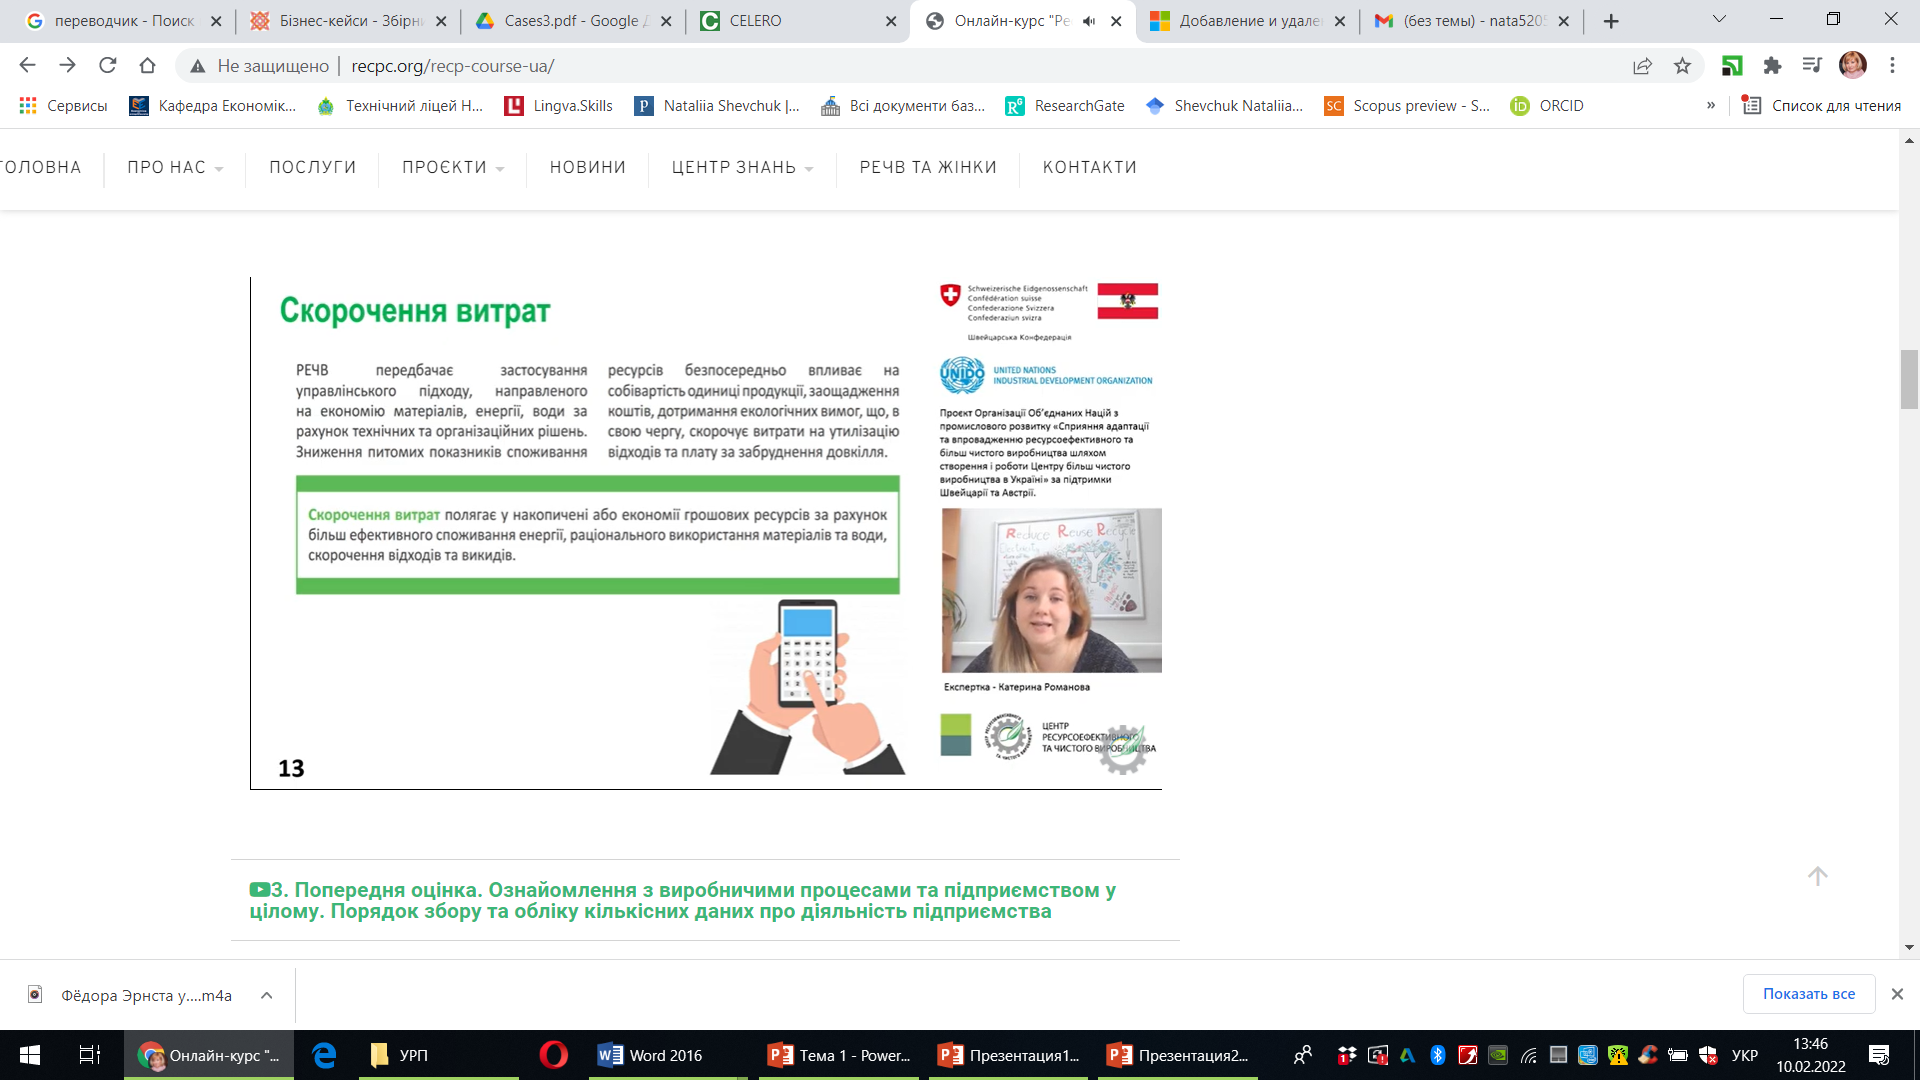 переводчик - Поиск
Бізнес-кейси - Збірн
Cases3.pdf - Google Д
CELERO
Онлайн-курс "Ре
Добавление и удале
(без темы) - nata520
Не защищено | recpc.org/recp-course-ua/
Сервисы
Кафедра Економік...
Технічний ліцей Н...
Lingva.Skills
Nataliia Shevchuk |...
Всі документи баз...
ResearchGate
Shevchuk Nataliia...
Scopus preview - S...
ORCID
»
Список для чтения
ГОЛОВНА
ПРО НАС
ПОСЛУГИ
ПРОЄКТИ
НОВИНИ
ЦЕНТР ЗНАНЬ
РЕЧВ ТА ЖІНКИ
КОНТАКТИ
Скорочення витрат
РЕЧВ передбачає застосування
управлінського підходу, направленого
на економію матеріалів, енергії, води за
рахунок технічних та організаційних рішень.
Зниження питомих показників споживання
ресурсів безпосередньо впливає на
собівартість одиниці продукції, заощадження
коштів, дотримання екологічних вимог, що, в
свою чергу, скорочує витрати на утилізацію
відходів та плату за забруднення довкілля.
Скорочення витрат полягає у накопичені або економії грошових ресурсів за рахунок
більш ефективного споживання енергії, раціонального використання матеріалів та води,
скорочення відходів та викидів.
13
Schweizerische Eidgenossenschaft
Confédération suisse
Confederazione Svizzera
Confederaziun svizra
Швейцарська Конфедерація
UNIDO
UNITED NATIONS
INDUSTRIAL DEVELOPMENT ORGANIZATION
Проєкт Організації Об'єднаних Націй з
промислового розвитку «Сприяння адаптації
та впровадженню ресурсоефективного та
більш чистого виробництва шляхом
створення і роботи Центру більш чистого
виробництва в Україні» за підтримки
Швейцарії та Австрії.
Reduce Reuse Recycle
Експертка - Катерина Романова
ЦЕНТР
РЕСУРСОЕФЕКТИВНОГО
ТА ЧИСТОГО ВИРОБНИЦТВА
3. Попередня оцінка. Ознайомлення з виробничими процесами та підприємством у
цілому. Порядок збору та обліку кількісних даних про діяльність підприємства
Фёдора Эрнста у....m4a
Показать все
Онлайн-курс "...
УРП
Word 2016
Тема 1 - Power...
Презентация1...
Презентация2...
УКР
13:46
10.02.2022